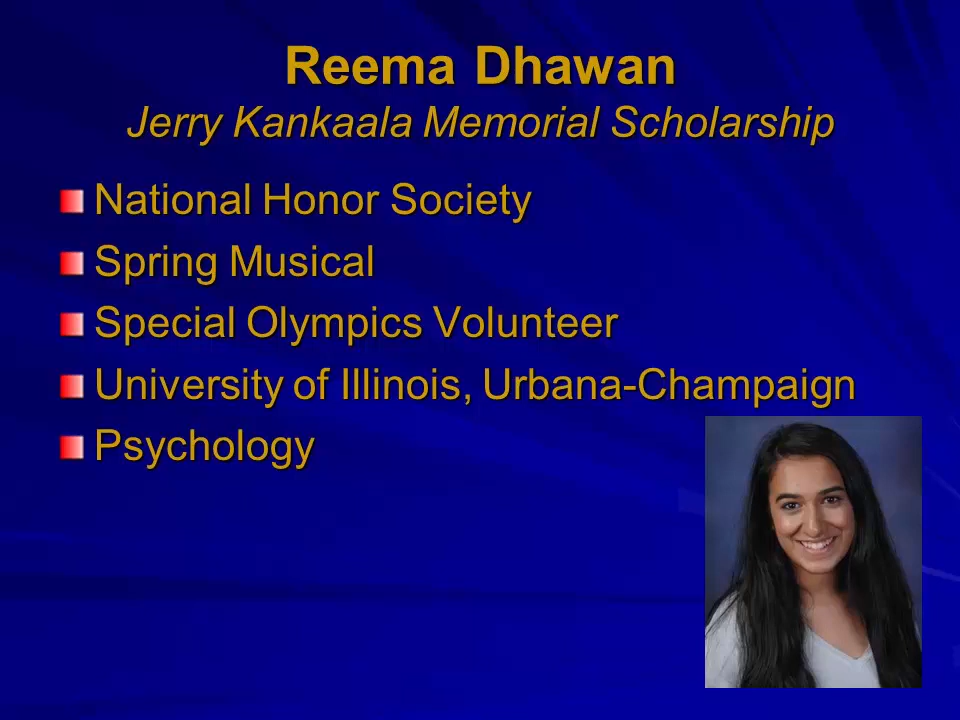 Reema Dhawan
Jerry Kankaala Memorial Scholarship
National Honor Society
Spring Musical
Special Olympics Volunteer
University of Illinois, Urbana-Champaign
Psychology